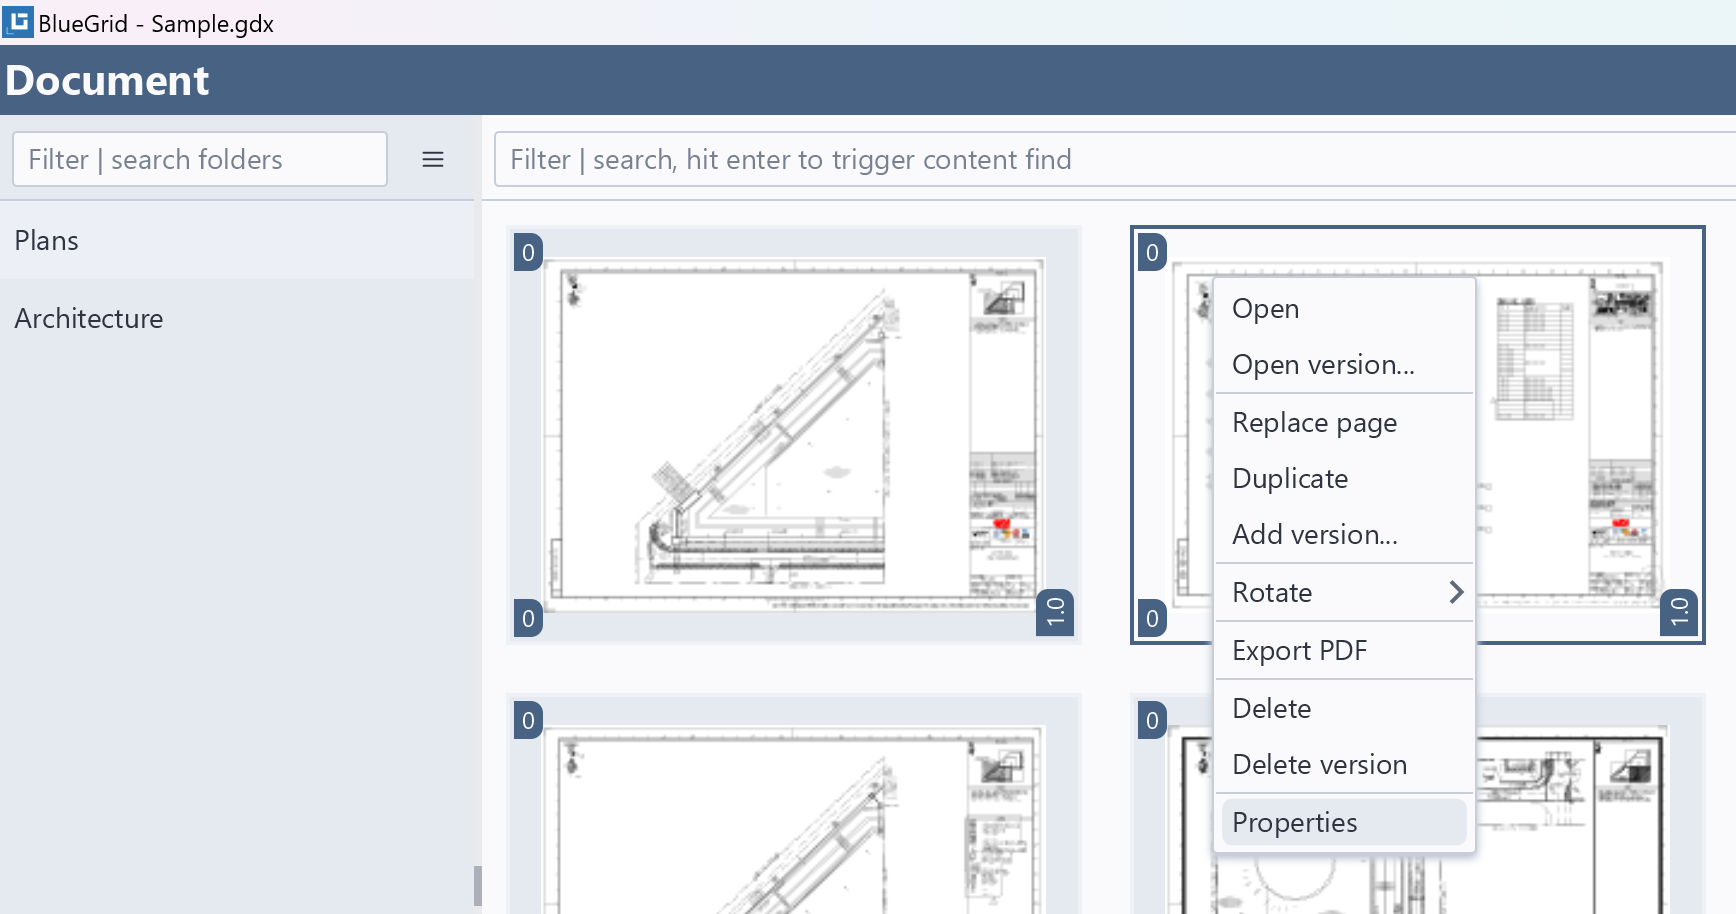 BlueGrid - Sample.gdx
Document
Filter | search folders
Filter | search, hit enter to trigger content find
Plans
Architecture
0
0
1.0
0
0
1.0
Open
Open version...
Replace page
Duplicate
Add version...
Rotate
Export PDF
Delete
Delete version
Properties
0
0